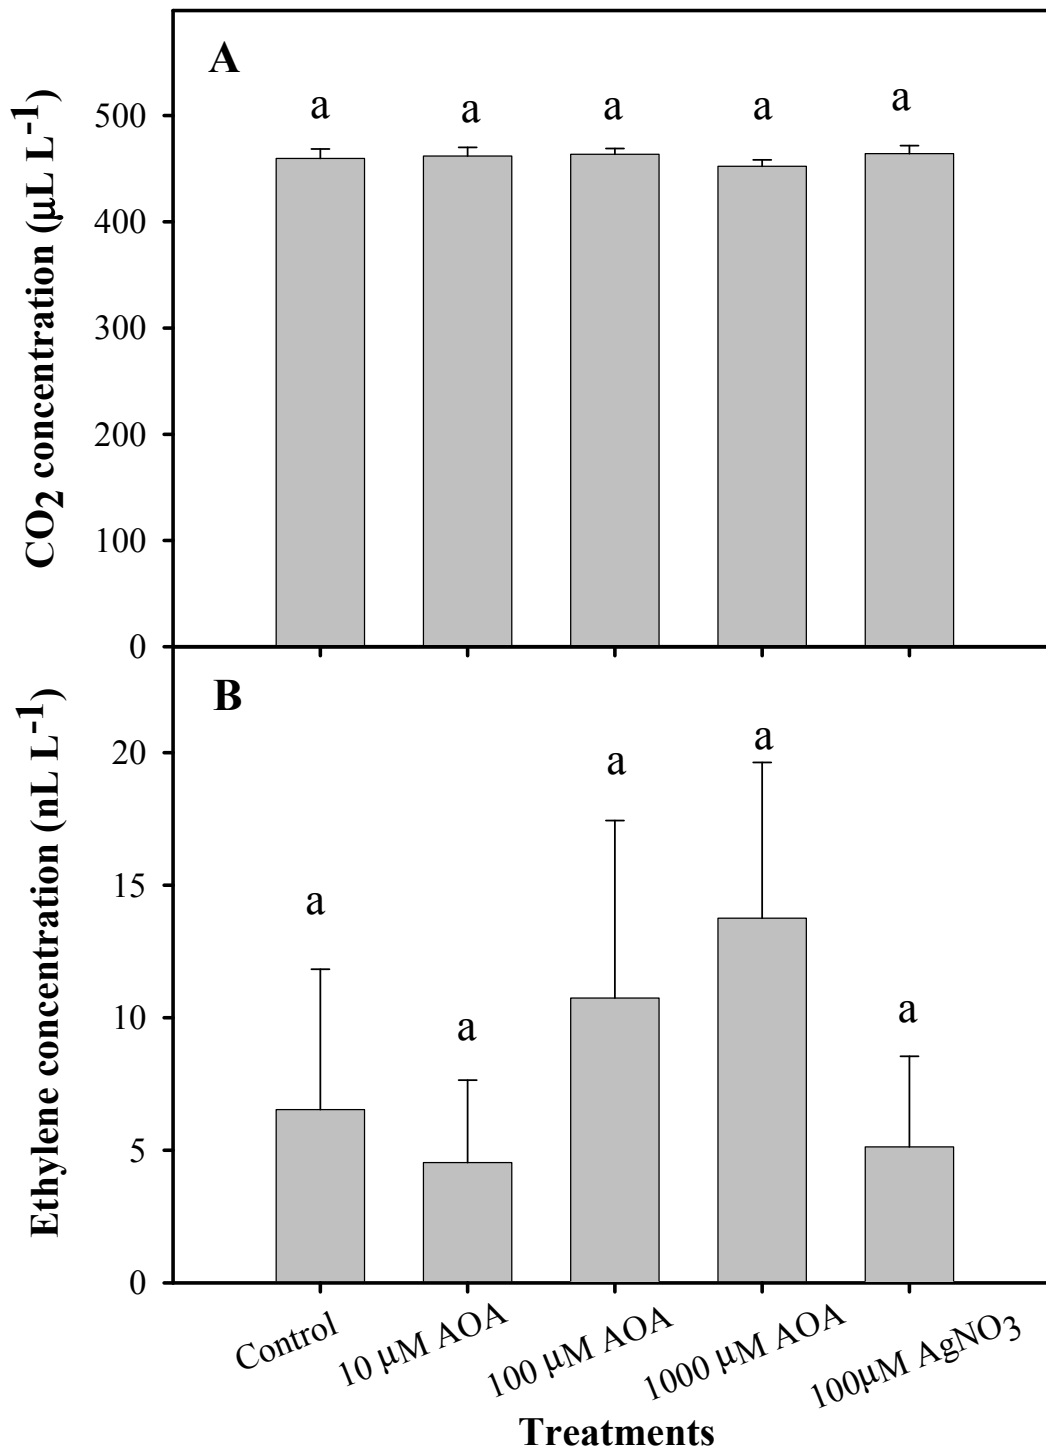 A
CO2 concentration (μL L-1)
500
400
300
200
100
0
a a a a a
B
Ethylene concentration (nL L-1)
20
15
10
5
0
a a a a a
Control
10 μM AOA
100 μM AOA
1000 μM AOA
100μM AgNO3
Treatments